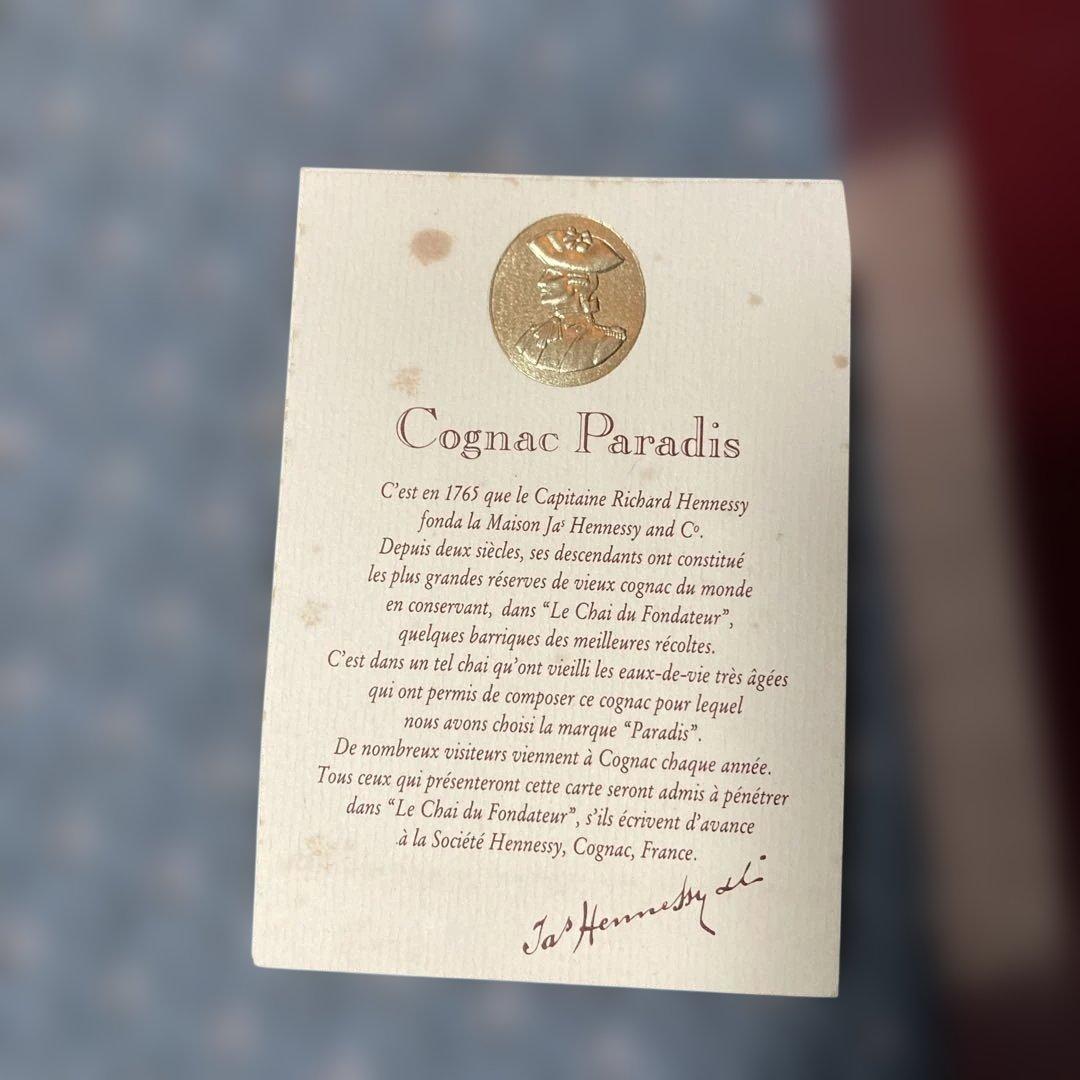 Cognac Paradis
C'est en 1765 que le Capitaine Richard Hennessy
fonda la Maison Jas Hennessy and Co.
Depuis deux siècles, ses descendants ont constitué
les plus grandes réserves de vieux cognac du monde
en conservant, dans “Le Chai du Fondateur”,
quelques barriques des meilleures récoltes.
C'est dans un tel chai qu'ont vieilli les eaux-de-vie très âgées
qui ont permis de composer ce cognac pour lequel
nous avons choisi la marque “Paradis”.
De nombreux visiteurs viennent à Cognac chaque année.
Tous ceux qui présenteront cette carte seront admis à pénétrer
dans “Le Chai du Fondateur”, s'ils écrivent d'avance
à la Société Hennessy, Cognac, France.
Jas Hennessy